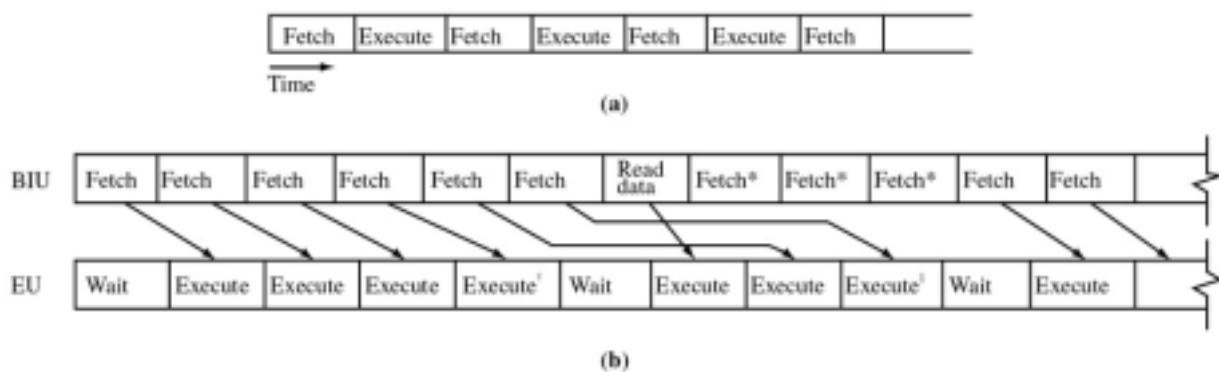 Fetch Execute Fetch Execute Fetch Execute Fetch
Time
(a)
BIU Fetch Fetch Fetch Fetch Fetch Fetch Read data Fetch* Fetch* Fetch* Fetch Fetch
EU Wait Execute Execute Execute Execute Wait Execute Execute Execute Wait Execute
(b)